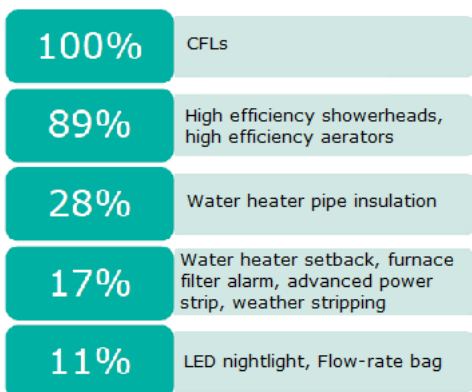 100%
CFLs
89%
High efficiency showerheads,
high efficiency aerators
28%
Water heater pipe insulation
17%
Water heater setback, furnace
filter alarm, advanced power
strip, weather stripping
11%
LED nightlight, Flow-rate bag